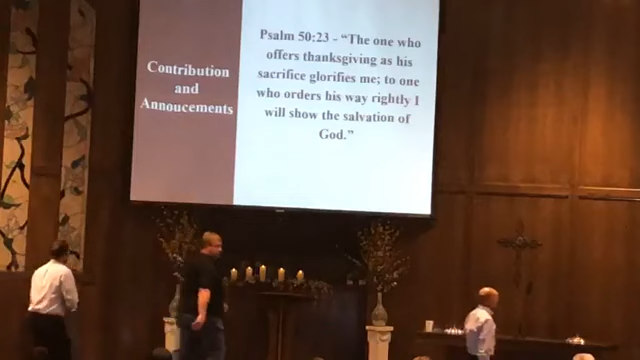 Contribution
and
Annoucements
Psalm 50:23 - “The one who
offers thanksgiving as his
sacrifice glorifies me; to one
who orders his way rightly I
will show the salvation of
God.”